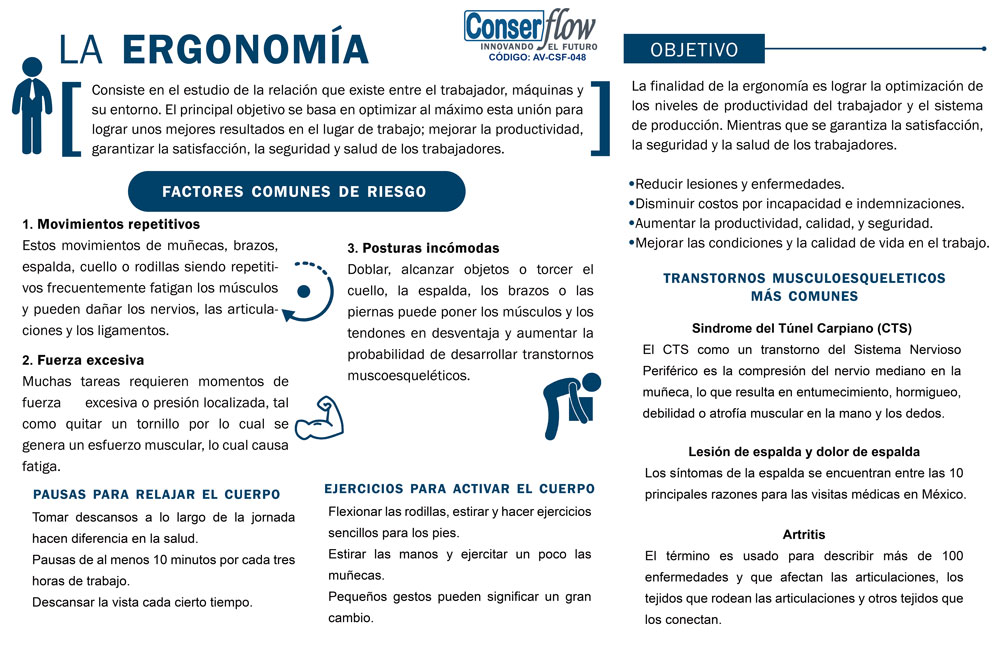 LA ERGONOMÍA
Conserflow
INNOVANDO EL FUTURO
CÓDIGO: AV-CSF-048
Consiste en el estudio de la relación que existe entre el trabajador, máquinas y
su entorno. El principal objetivo se basa en optimizar al máximo esta unión para
lograr unos mejores resultados en el lugar de trabajo; mejorar la productividad,
garantizar la satisfacción, la seguridad y salud de los trabajadores.
FACTORES COMUNES DE RIESGO
1. Movimientos repetitivos
Estos movimientos de muñecas, brazos,
espalda, cuello o rodillas siendo repetiti-
vos frecuentemente fatigan los músculos
y pueden dañar los nervios, las articula-
ciones y los ligamentos.
2. Fuerza excesiva
Muchas tareas requieren momentos de
fuerza excesiva o presión localizada, tal
como quitar un tornillo por lo cual se
genera un esfuerzo muscular, lo cual causa
fatiga.
3. Posturas incómodas
Doblar, alcanzar objetos o torcer el
cuello, la espalda, los brazos o las
piernas puede poner los músculos y los
tendones en desventaja y aumentar la
probabilidad de desarrollar transtornos
muscoesqueléticos.
PAUSAS PARA RELAJAR EL CUERPO
Tomar descansos a lo largo de la jornada
hacen diferencia en la salud.
Pausas de al menos 10 minutos por cada tres
horas de trabajo.
Descansar la vista cada cierto tiempo.
EJERCICIOS PARA ACTIVAR EL CUERPO
Flexionar las rodillas, estirar y hacer ejercicios
sencillos para los pies.
Estirar las manos y ejercitar un poco las
muñecas.
Pequeños gestos pueden significar un gran
cambio.
OBJETIVO
La finalidad de la ergonomía es lograr la optimización de
los niveles de productividad del trabajador y el sistema
de producción. Mientras que se garantiza la satisfacción,
la seguridad y la salud de los trabajadores.
•Reducir lesiones y enfermedades.
•Disminuir costos por incapacidad e indemnizaciones.
•Aumentar la productividad, calidad, y seguridad.
•Mejorar las condiciones y la calidad de vida en el trabajo.
TRANSTORNOS MUSCULOESQUELETICOS
MÁS COMUNES
Sindrome del Túnel Carpiano (CTS)
El CTS como un transtorno del Sistema Nervioso
Periférico es la compresión del nervio mediano en la
muñeca, lo que resulta en entumecimiento, hormigueo,
debilidad o atrofía muscular en la mano y los dedos.
Lesión de espalda y dolor de espalda
Los síntomas de la espalda se encuentran entre las 10
principales razones para las visitas médicas en México.
Artritis
El término es usado para describir más de 100
enfermedades y que afectan las articulaciones, los
tejidos que rodean las articulaciones y otros tejidos que
los conectan.